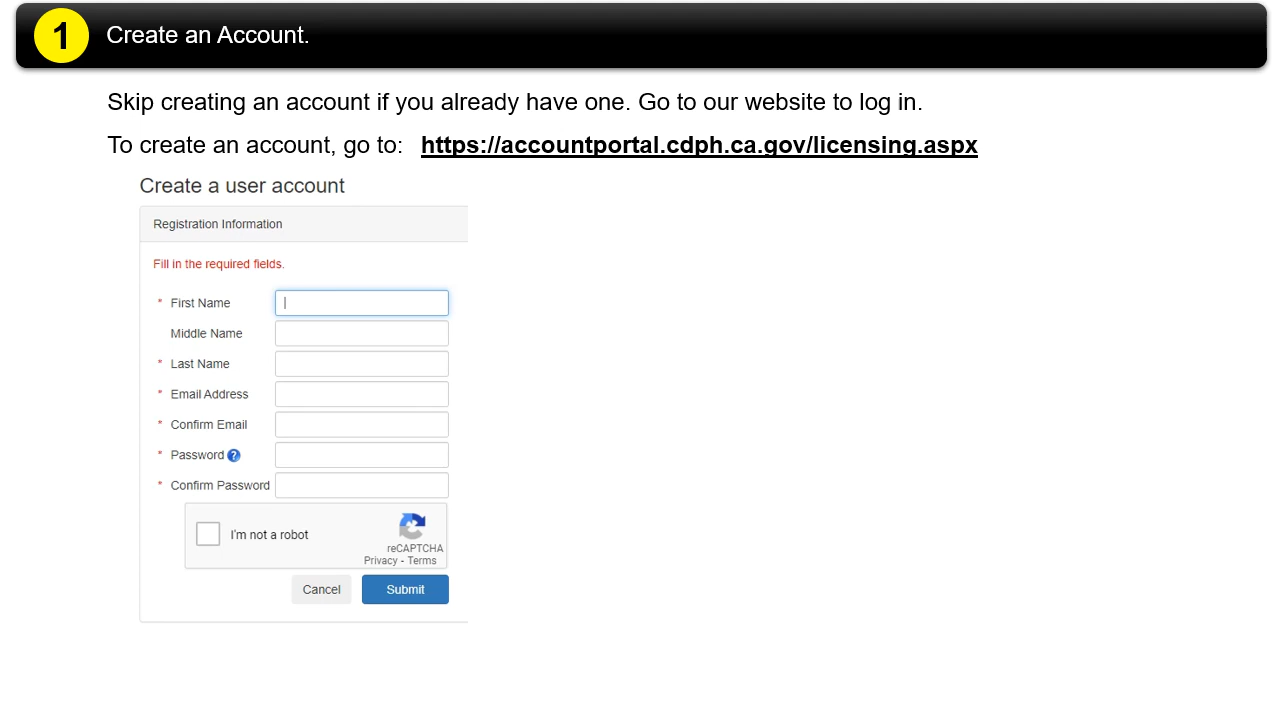 1 Create an Account.
Skip creating an account if you already have one. Go to our website to log in.
To create an account, go to: https://accountportal.cdph.ca.gov/licensing.aspx
Create a user account
Registration Information
Fill in the required fields.
* First Name
Middle Name
* Last Name
* Email Address
* Confirm Email
* Password ?
* Confirm Password
I'm not a robot
reCAPTCHA
Privacy - Terms
Cancel Submit